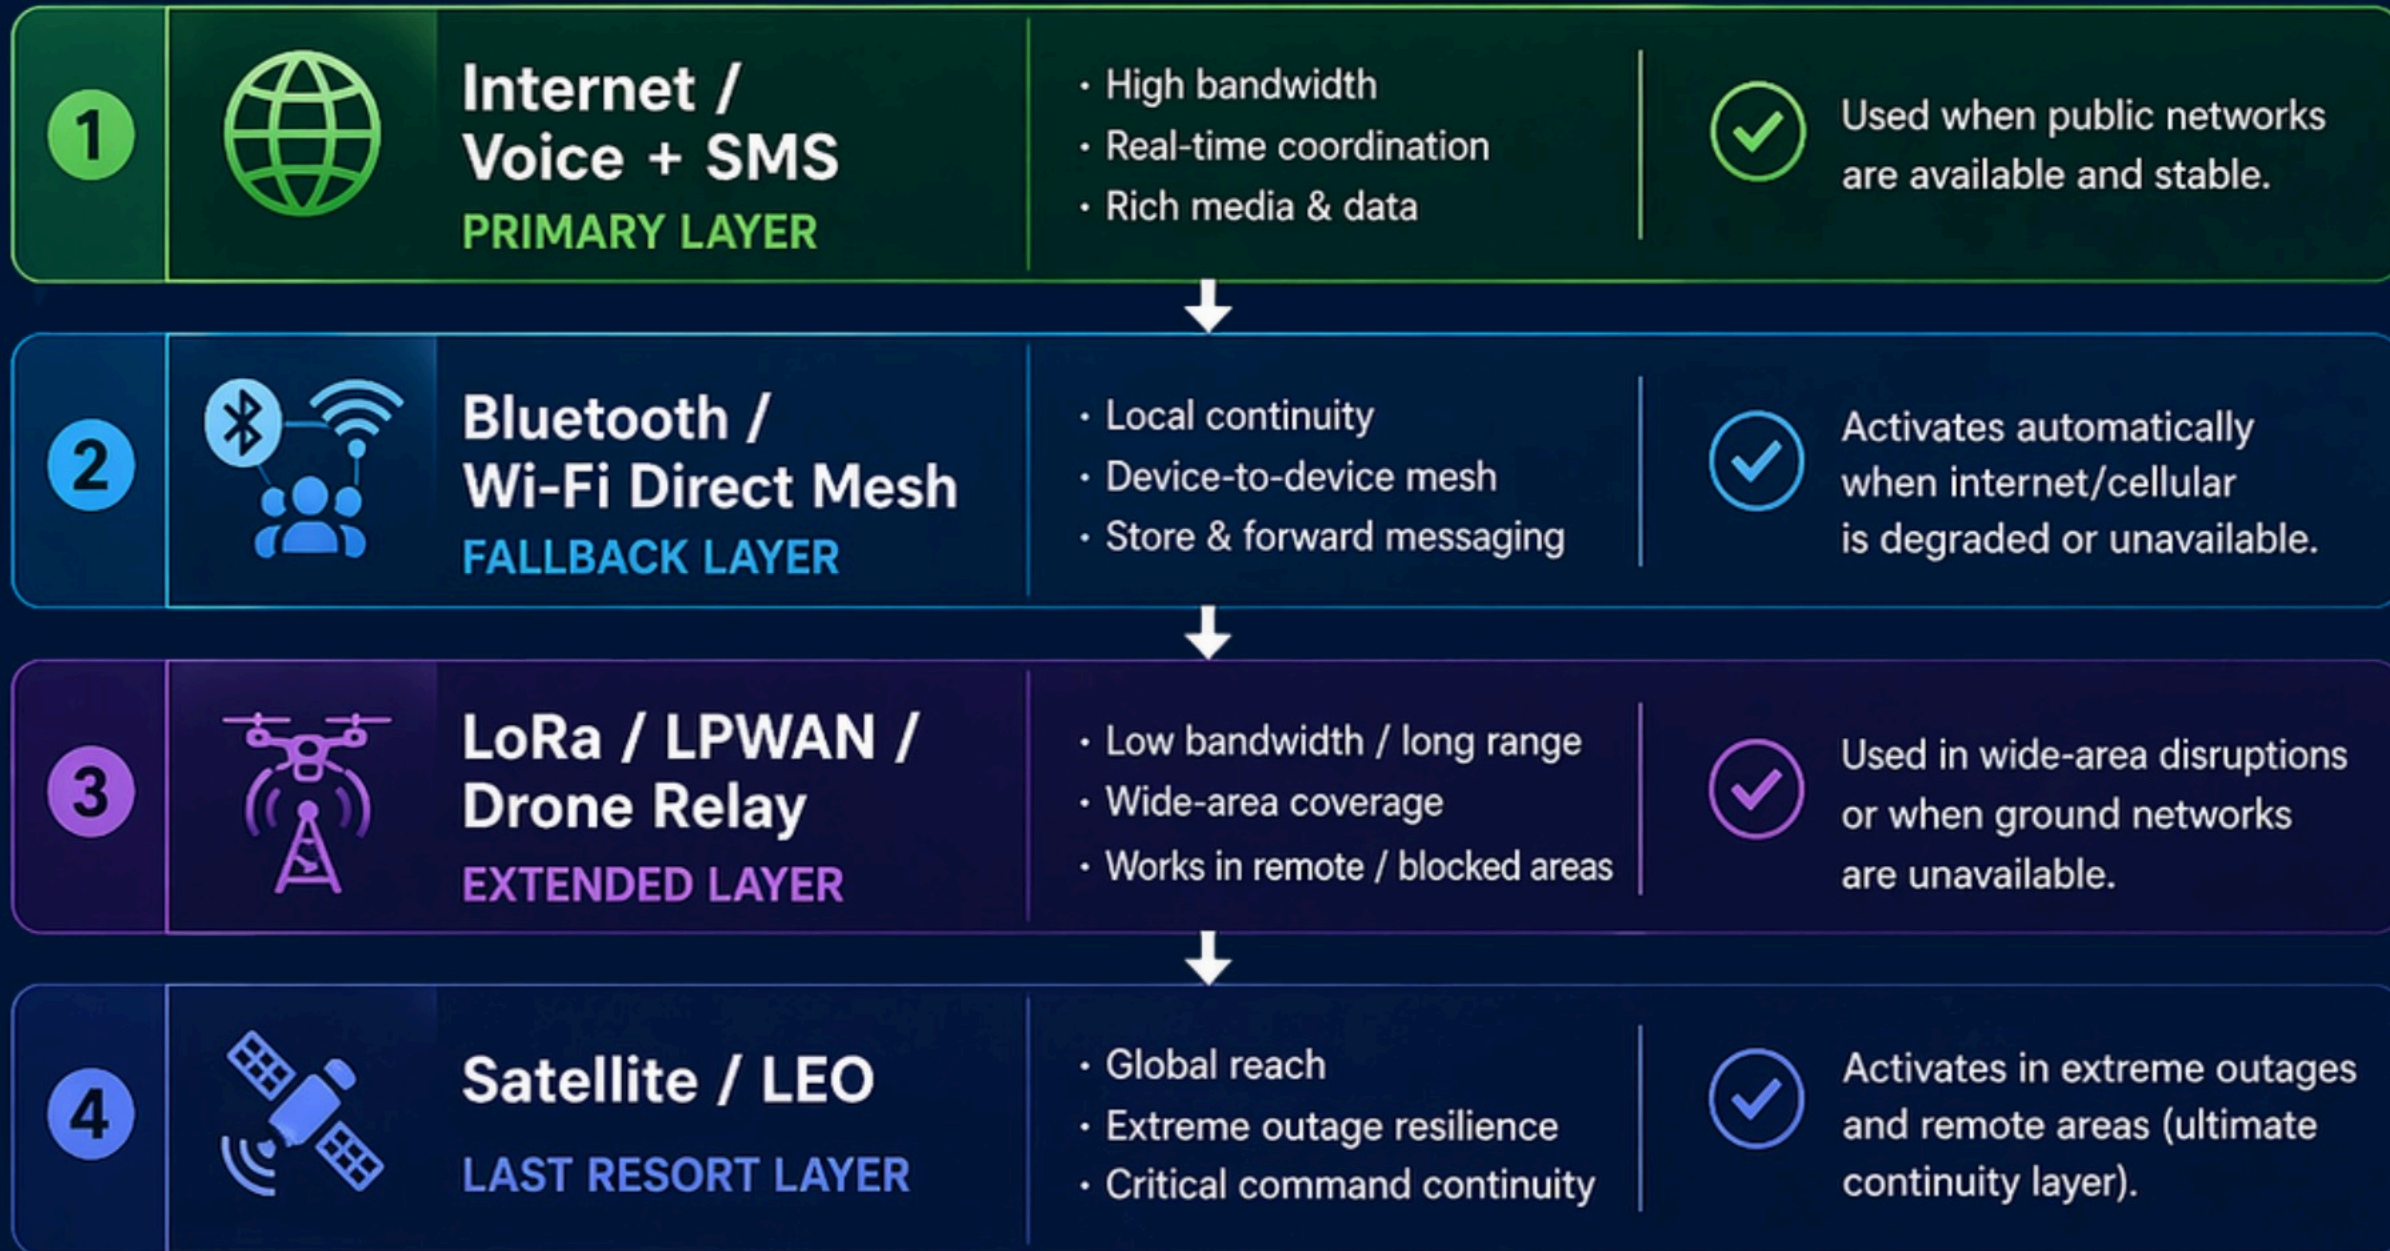 1
Internet /
Voice + SMS
PRIMARY LAYER
• High bandwidth
• Real-time coordination
• Rich media & data
Used when public networks
are available and stable.
2
Bluetooth /
Wi-Fi Direct Mesh
FALLBACK LAYER
• Local continuity
• Device-to-device mesh
• Store & forward messaging
Activates automatically
when internet/cellular
is degraded or unavailable.
3
LoRa / LPWAN /
Drone Relay
EXTENDED LAYER
• Low bandwidth / long range
• Wide-area coverage
• Works in remote / blocked areas
Used in wide-area disruptions
or when ground networks
are unavailable.
4
Satellite / LEO
LAST RESORT LAYER
• Global reach
• Extreme outage resilience
• Critical command continuity
Activates in extreme outages
and remote areas (ultimate
continuity layer).